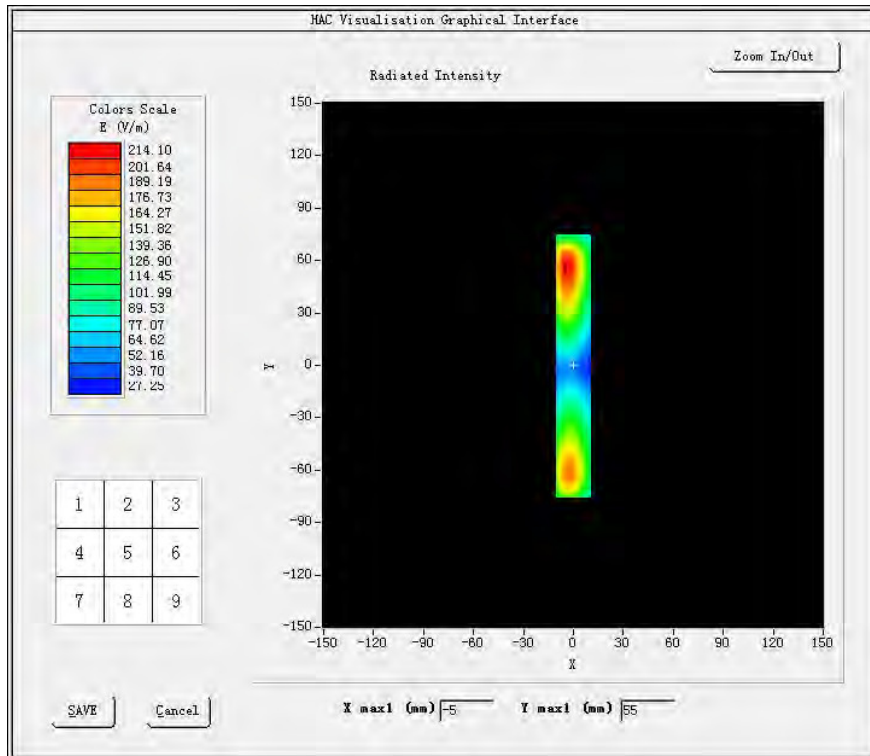 HAC Visualisation Graphical Interface
Zoom In/Out
Radiated Intensity
Colors Scale
E (V/m)
214.10
201.64
189.19
176.73
164.27
151.82
139.36
126.90
114.45
101.99
89.53
77.07
64.62
52.16
39.70
27.25
150
120
90
60
30
0
-30
-60
-90
-120
-150
Y
-150 -120 -90 -60 -30 0 30 60 90 120 150
X
1 2 3
4 5 6
7 8 9
SAVE Cancel
X max1 (mm) -5 Y max1 (mm) 55